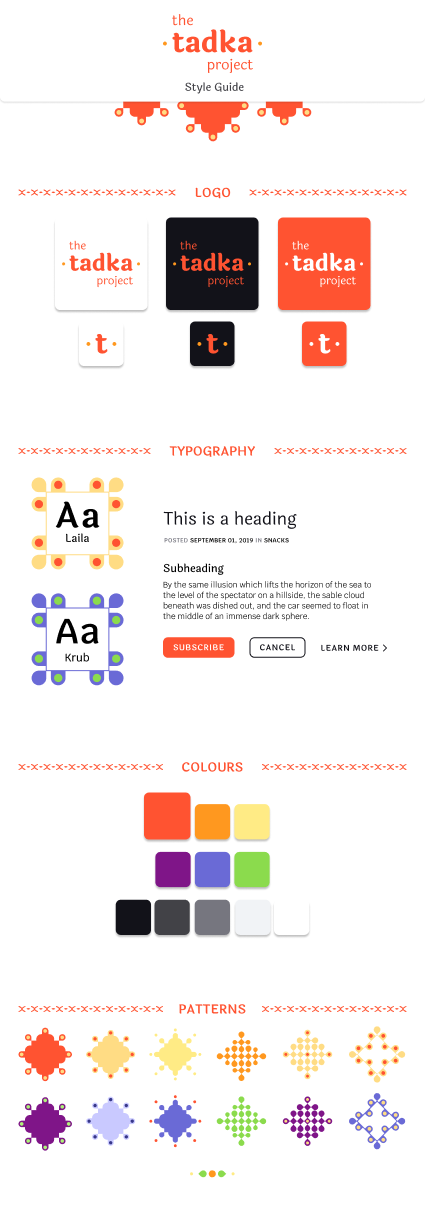 the
tadka
project
Style Guide
LOGO
the
tadka
project
the
tadka
project
the
tadka
project
t
t
t
TYPOGRAPHY
Aa
Laila
This is a heading
POSTED SEPTEMBER 01, 2019 IN SNACKS
Subheading
By the same illusion which lifts the horizon of the sea to
the level of the spectator on a hillside, the sable cloud
beneath was dished out, and the car seemed to float in
the middle of an immense dark sphere.
Aa
Krub
SUBSCRIBE
CANCEL
LEARN MORE >
COLOURS
PATTERNS